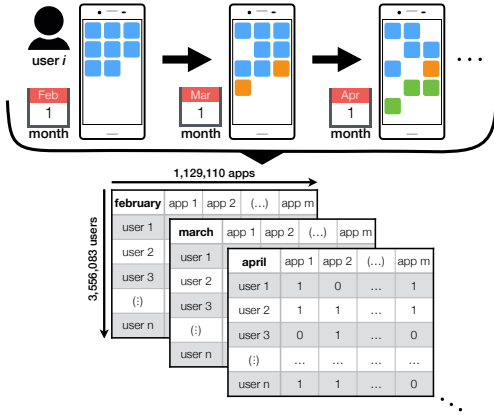 user i
Feb
1
month
Mar
1
month
Apr
1
month
...
1,129,110 apps
3,556,083 users
february app 1 app 2 (...) app m
user 1
user 2
user 3
(:)
user n
march app 1 app 2 (...) app m
user 1
user 2
user 3
(:)
user n
april app 1 app 2 (...) app m
user 1 1 0 ... 1
user 2 1 1 ... 1
user 3 0 1 ... 0
(:) ... ... ... ...
user n 1 1 ... 0
...